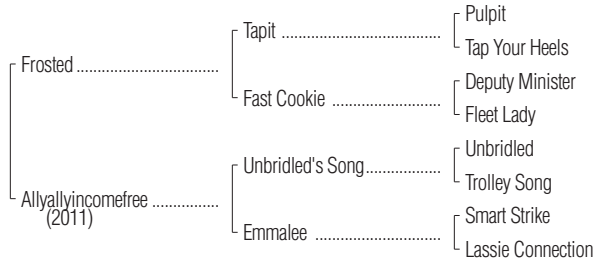 Pulpit
Tapit ................................................
Tap Your Heels
Frosted ...........................................
Deputy Minister
Fast Cookie .................................
Fleet Lady
Unbridled
Unbridled's Song......................
Trolley Song
Allyallyincomefree ....................
(2011)
Smart Strike
Emmalee ......................................
Lassie Connection